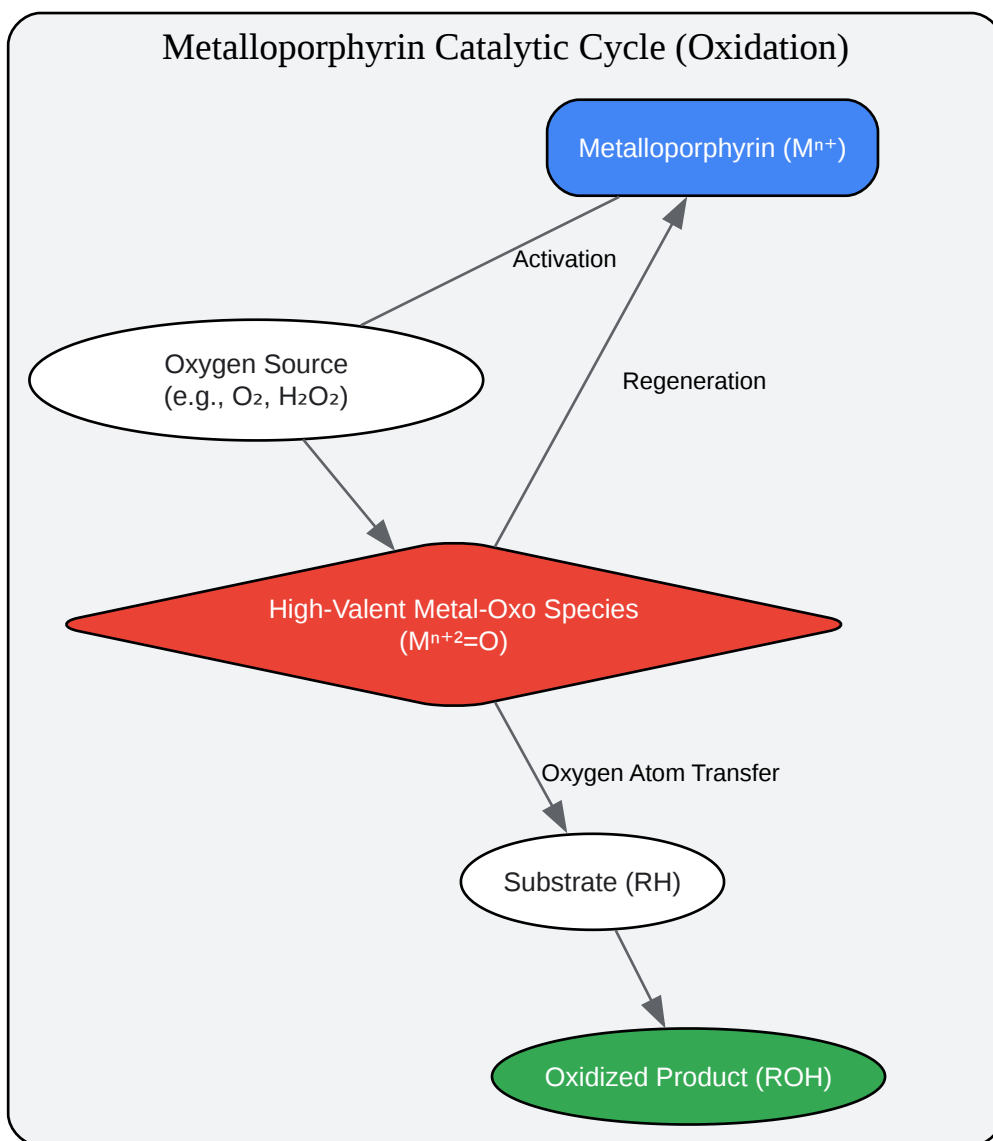 Metalloporphyrin Catalytic Cycle (Oxidation)
Metalloporphyrin (Mⁿ⁺)
Activation
Oxygen Source
(e.g., O₂, H₂O₂)
Regeneration
High-Valent Metal-Oxo Species
(Mⁿ⁺²=O)
Oxygen Atom Transfer
Substrate (RH)
Oxidized Product (ROH)